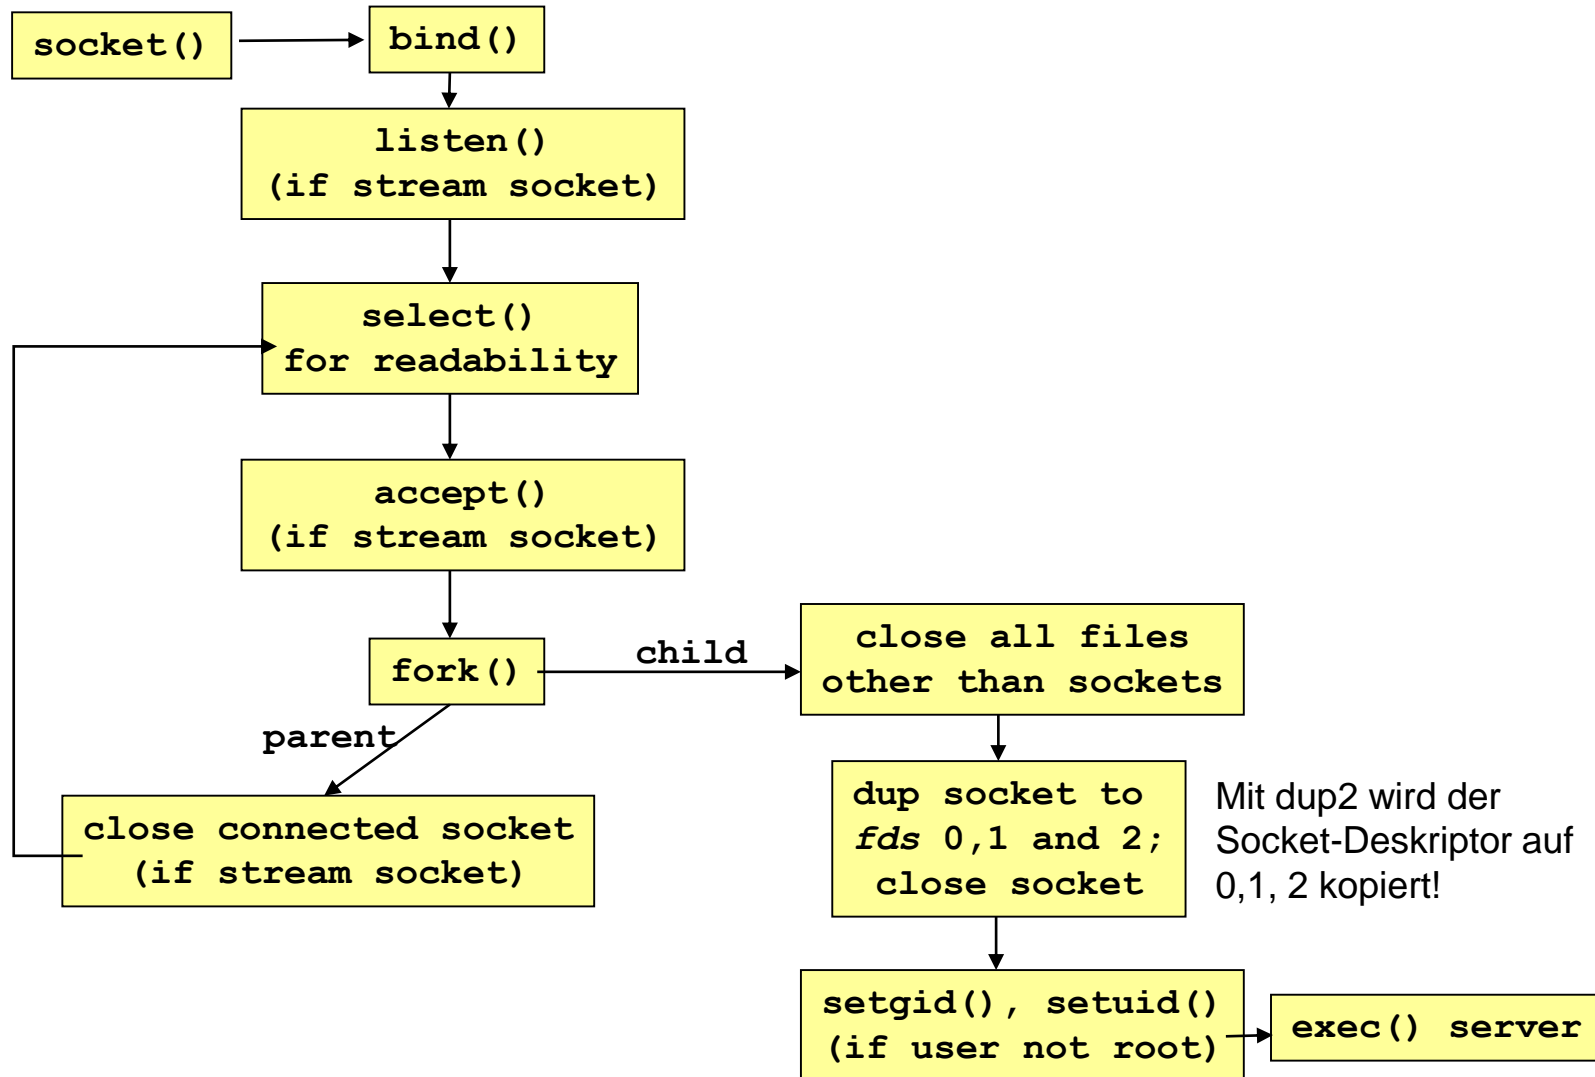 socket()
bind()
listen()
(if stream socket)
select()
for readability
accept()
(if stream socket)
fork()
child
close all files
other than sockets
parent
close connected socket
(if stream socket)
dup socket to
fds 0,1 and 2;
close socket
Mit dup2 wird der
Socket-Deskriptor auf
0,1, 2 kopiert!
setgid(), setuid()
(if user not root)
exec() server